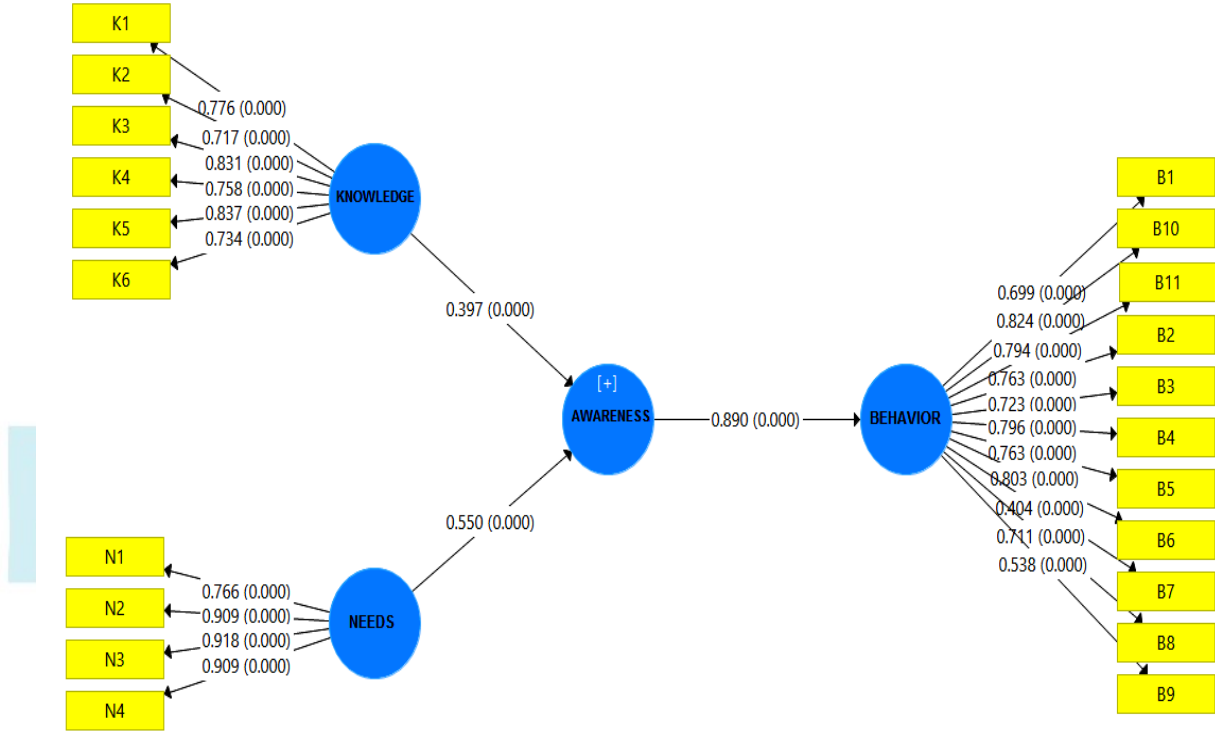 K1
K2
K3
K4
K5
K6
0.776 (0.000)
0.717 (0.000)
0.831 (0.000)
0.758 (0.000)
0.837 (0.000)
0.734 (0.000)
KNOWLEDGE
0.397 (0.000)
N1
N2
N3
N4
0.766 (0.000)
0.909 (0.000)
0.918 (0.000)
0.909 (0.000)
NEEDS
0.550 (0.000)
[+]
AWARENESS
0.890 (0.000)
BEHAVIOR
0.699 (0.000)
0.824 (0.000)
0.794 (0.000)
0.763 (0.000)
0.723 (0.000)
0.796 (0.000)
0.763 (0.000)
0.803 (0.000)
0.404 (0.000)
0.711 (0.000)
0.538 (0.000)
B1
B10
B11
B2
B3
B4
B5
B6
B7
B8
B9